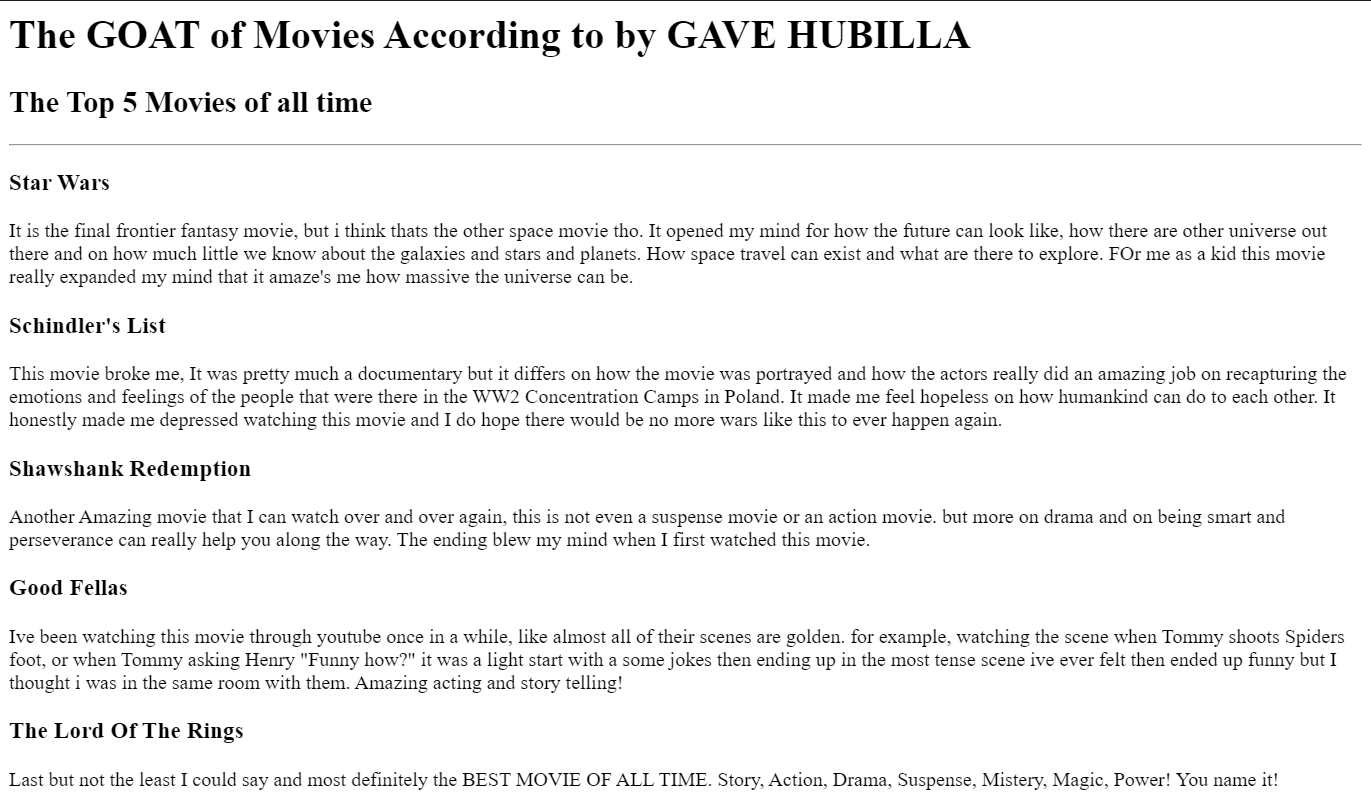 The GOAT of Movies According to by GAVE HUBILLA
The Top 5 Movies of all time
Star Wars
It is the final frontier fantasy movie, but i think thats the other space movie tho. It opened my mind for how the future can look like, how there are other universe out
there and on how much little we know about the galaxies and stars and planets. How space travel can exist and what are there to explore. FOr me as a kid this movie
really expanded my mind that it amaze's me how massive the universe can be.
Schindler's List
This movie broke me, It was pretty much a documentary but it differs on how the movie was portrayed and how the actors really did an amazing job on recapturing the
emotions and feelings of the people that were there in the WW2 Concentration Camps in Poland. It made me feel hopeless on how humankind can do to each other. It
honestly made me depressed watching this movie and I do hope there would be no more wars like this to ever happen again.
Shawshank Redemption
Another Amazing movie that I can watch over and over again, this is not even a suspense movie or an action movie. but more on drama and on being smart and
perseverance can really help you along the way. The ending blew my mind when I first watched this movie.
Good Fellas
Ive been watching this movie through youtube once in a while, like almost all of their scenes are golden. for example, watching the scene when Tommy shoots Spiders
foot, or when Tommy asking Henry "Funny how?" it was a light start with a some jokes then ending up in the most tense scene ive ever felt then ended up funny but I
thought i was in the same room with them. Amazing acting and story telling!
The Lord Of The Rings
Last but not the least I could say and most definitely the BEST MOVIE OF ALL TIME. Story, Action, Drama, Suspense, Mistery, Magic, Power! You name it!